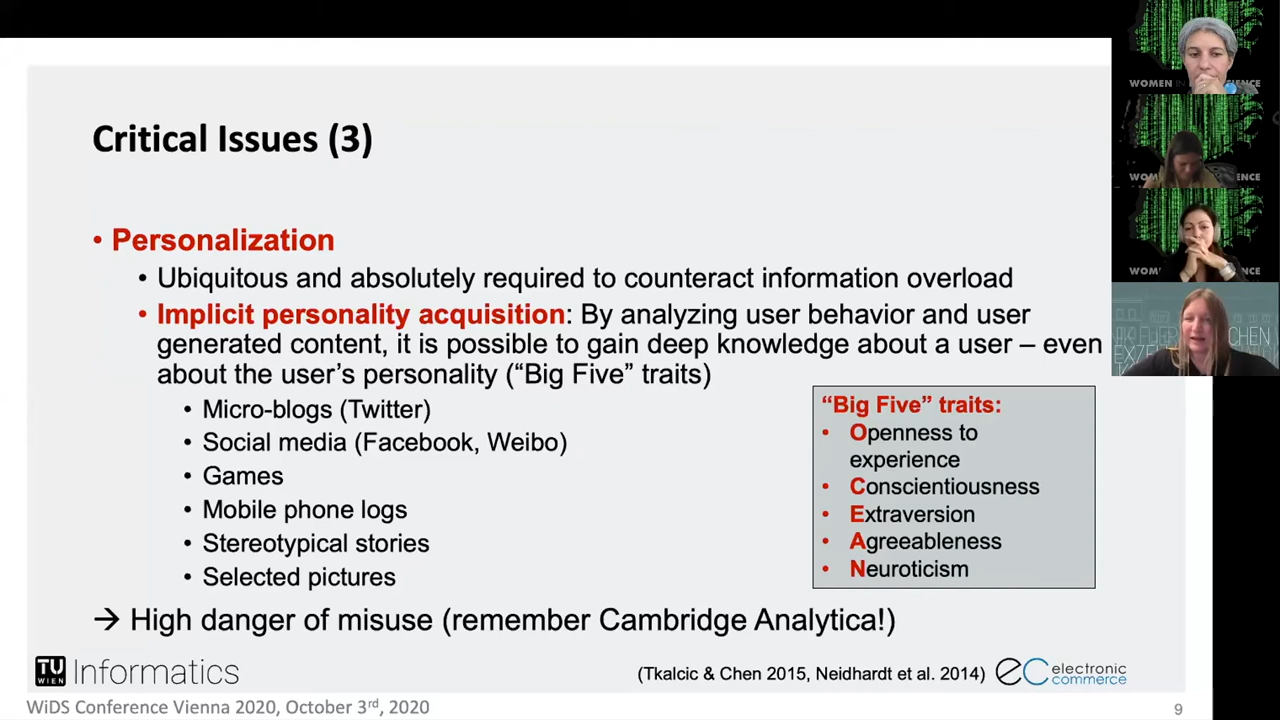 Critical Issues (3)
• Personalization
• Ubiquitous and absolutely required to counteract information overload
• Implicit personality acquisition: By analyzing user behavior and user
generated content, it is possible to gain deep knowledge about a user – even
about the user's personality ("Big Five" traits)
• Micro-blogs (Twitter)
• Social media (Facebook, Weibo)
• Games
• Mobile phone logs
• Stereotypical stories
• Selected pictures
→ High danger of misuse (remember Cambridge Analytica!)
"Big Five" traits:
• Openness to
experience
• Conscientiousness
• Extraversion
• Agreeableness
• Neuroticism
TU
WIEN
Informatics
(Tkalcic & Chen 2015, Neidhardt et al. 2014)
eC electronic
commerce
WiDS Conference Vienna 2020, October 3rd, 2020
9
WOMEN